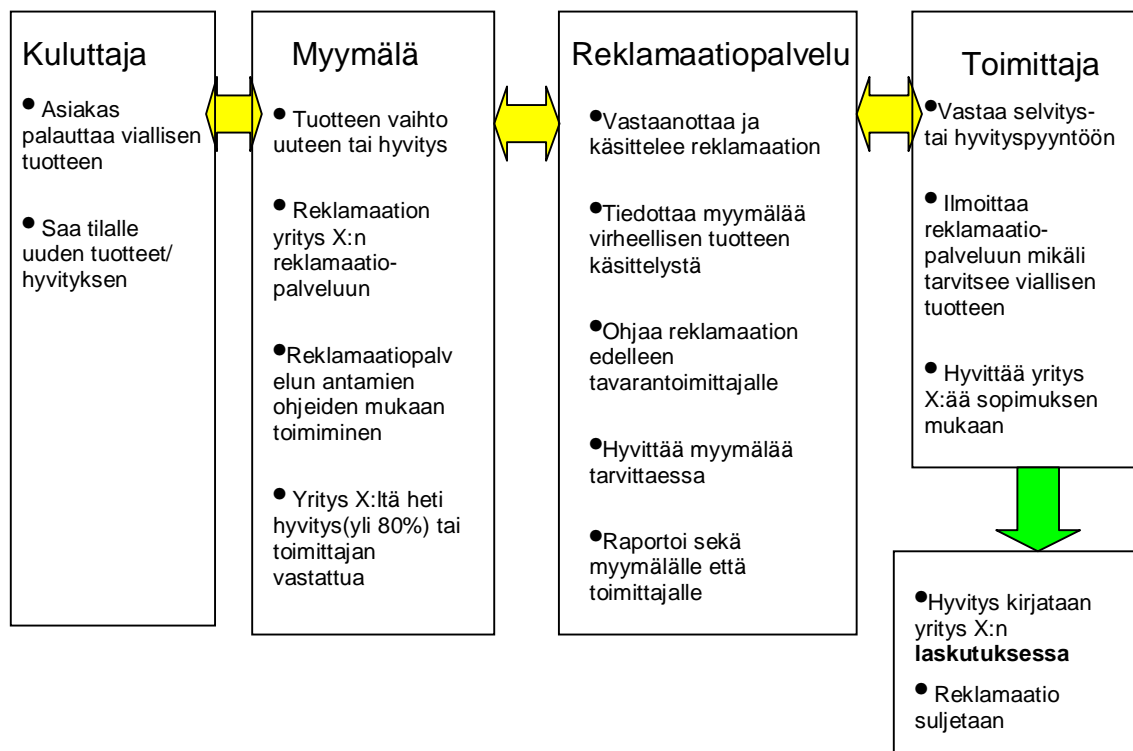 Kuluttaja
● Asiakas
palauttaa viallisen
tuotteen
● Saa tilalle
uuden tuotteet/
hyvityksen
Myymälä
● Tuotteen vaihto
uuteen tai hyvitys
● Reklamaation
yritys X:n
reklamaatio-
palveluun
●Reklamaatiopalv
elun antamien
ohjeiden mukaan
toimiminen
● Yritys X:ltä heti
hyvitys(yli 80%) tai
toimittajan
vastattua
Reklamaatiopalvelu
●Vastaanottaa ja
käsittelee reklamaation
●Tiedottaa myymälää
virheellisen tuotteen
käsittelystä
●Ohjaa reklamaation
edelleen
tavarantoimittajalle
●Hyvittää myymälää
tarvittaessa
●Raportoi sekä
myymälälle että
toimittajalle
Toimittaja
●Vastaa selvitys-
tai hyvityspyyntöön
● Ilmoittaa
reklamaatio-
palveluun mikäli
tarvitsee viallisen
tuotteen
● Hyvittää yritys
X:ää sopimuksen
mukaan
●Hyvitys kirjataan
yritys X:n
laskutuksessa
● Reklamaatio
suljetaan